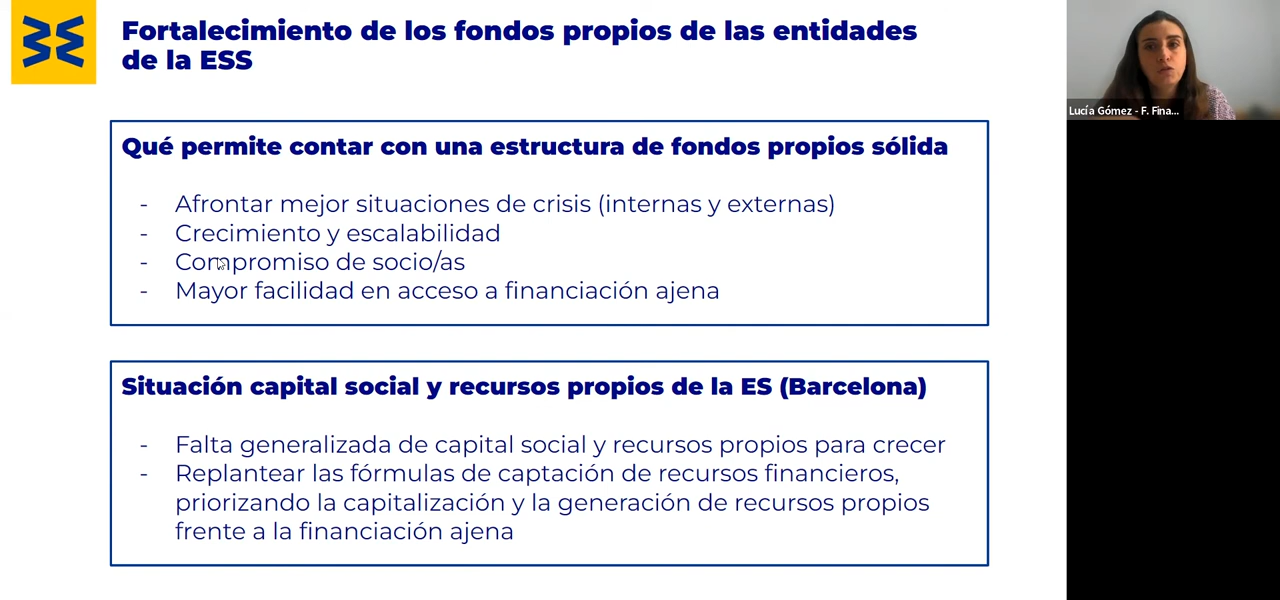 Fortalecimiento de los fondos propios de las entidades
de la ESS
Qué permite contar con una estructura de fondos propios sólida
- Afrontar mejor situaciones de crisis (internas y externas)
- Crecimiento y escalabilidad
- Compromiso de socio/as
- Mayor facilidad en acceso a financiación ajena
Situación capital social y recursos propios de la ES (Barcelona)
- Falta generalizada de capital social y recursos propios para crecer
- Replantear las fórmulas de captación de recursos financieros,
priorizando la capitalización y la generación de recursos propios
frente a la financiación ajena
Lucía Gómez - F. Fina...